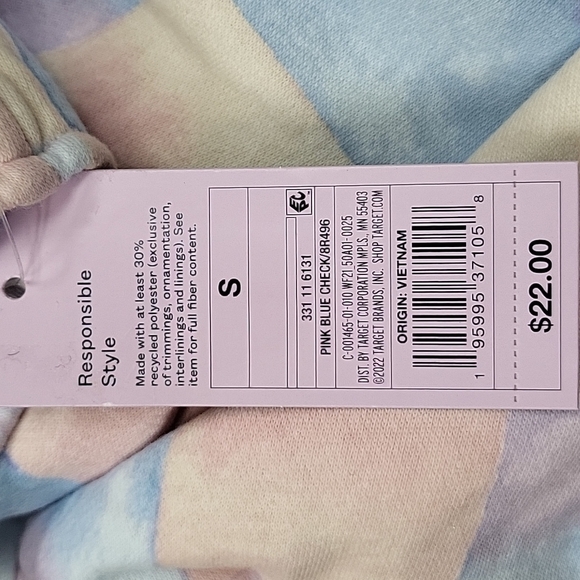 Responsible
Style
Made with at least 30%
recycled polyester (exclusive
of trimmings, ornamentation,
interlinings and linings). See
item for full fiber content.
S
331 11 6131
PINK BLUE CHECK/8R496
C-001465-01-010 WF21.50A01-0025
DIST. BY TARGET CORPORATION MPLS., MN 55403
©2022 TARGET BRANDS, INC. SHOP TARGET.COM
ORIGIN: VIETNAM
1 95995 37105 8
$22.00